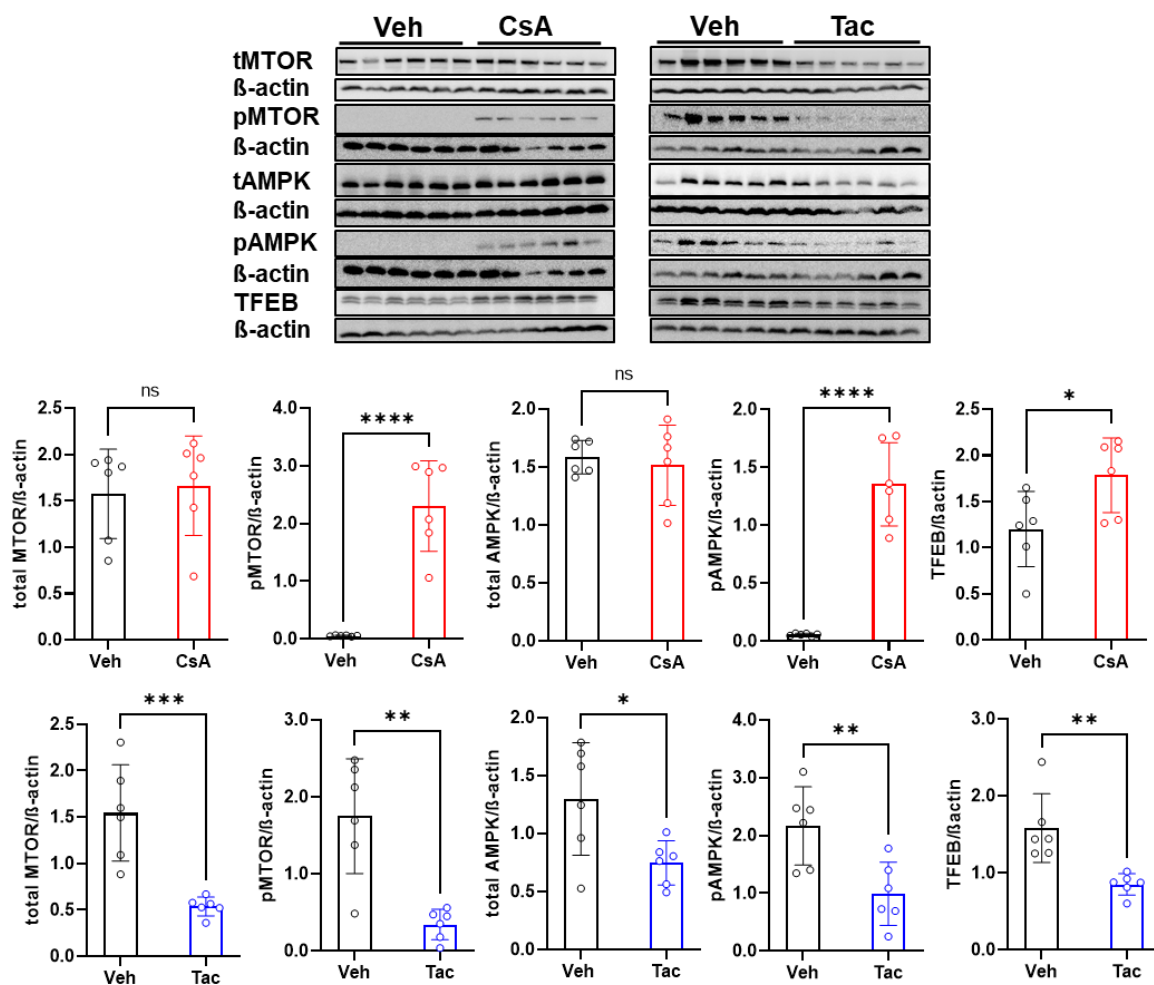 Veh CsA Veh Tac
tMTOR
ß-actin
pMTOR
ß-actin
tAMPK
ß-actin
pAMPK
ß-actin
TFEB
ß-actin
ns
total MTOR/ß-actin
2.5
2.0
1.5
1.0
0.5
0.0
Veh CsA
****
pMTOR/ß-actin
4.0
3.0
2.0
1.0
0.0
Veh CsA
ns
total AMPK/ß-actin
2.0
1.5
1.0
0.5
0.0
Veh CsA
****
pAMPK/ß-actin
2.0
1.5
1.0
0.5
0.0
Veh CsA
*
TFEB/ßactin
2.5
2.0
1.5
1.0
0.5
0.0
Veh CsA
***
total MTOR/ß-actin
2.5
2.0
1.5
1.0
0.5
0.0
Veh Tac
**
pMTOR/ß-actin
3.0
2.0
1.0
0.0
Veh Tac
*
total AMPK/ß-actin
2.0
1.5
1.0
0.5
0.0
Veh Tac
**
pAMPK/ß-actin
4.0
3.0
2.0
1.0
0.0
Veh Tac
**
TFEB/ßactin
3.0
2.0
1.0
0.0
Veh Tac